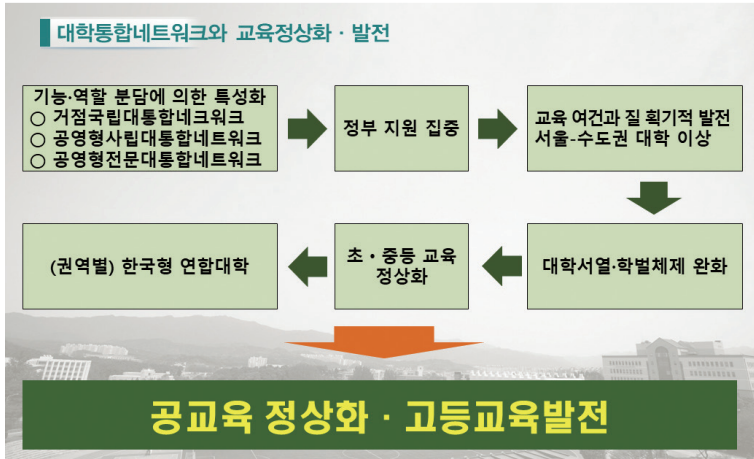 대학통합네트워크와 교육정상화 · 발전
기능·역할 분담에 의한 특성화
○ 거점국립대통합네크워크
○ 공영형사립대통합네트워크
○ 공영형전문대통합네트워크
정부 지원 집중
교육 여건과 질 획기적 발전
서울-수도권 대학 이상
대학서열·학벌체제 완화
초·중등 교육
정상화
(권역별) 한국형 연합대학
공교육 정상화 · 고등교육발전